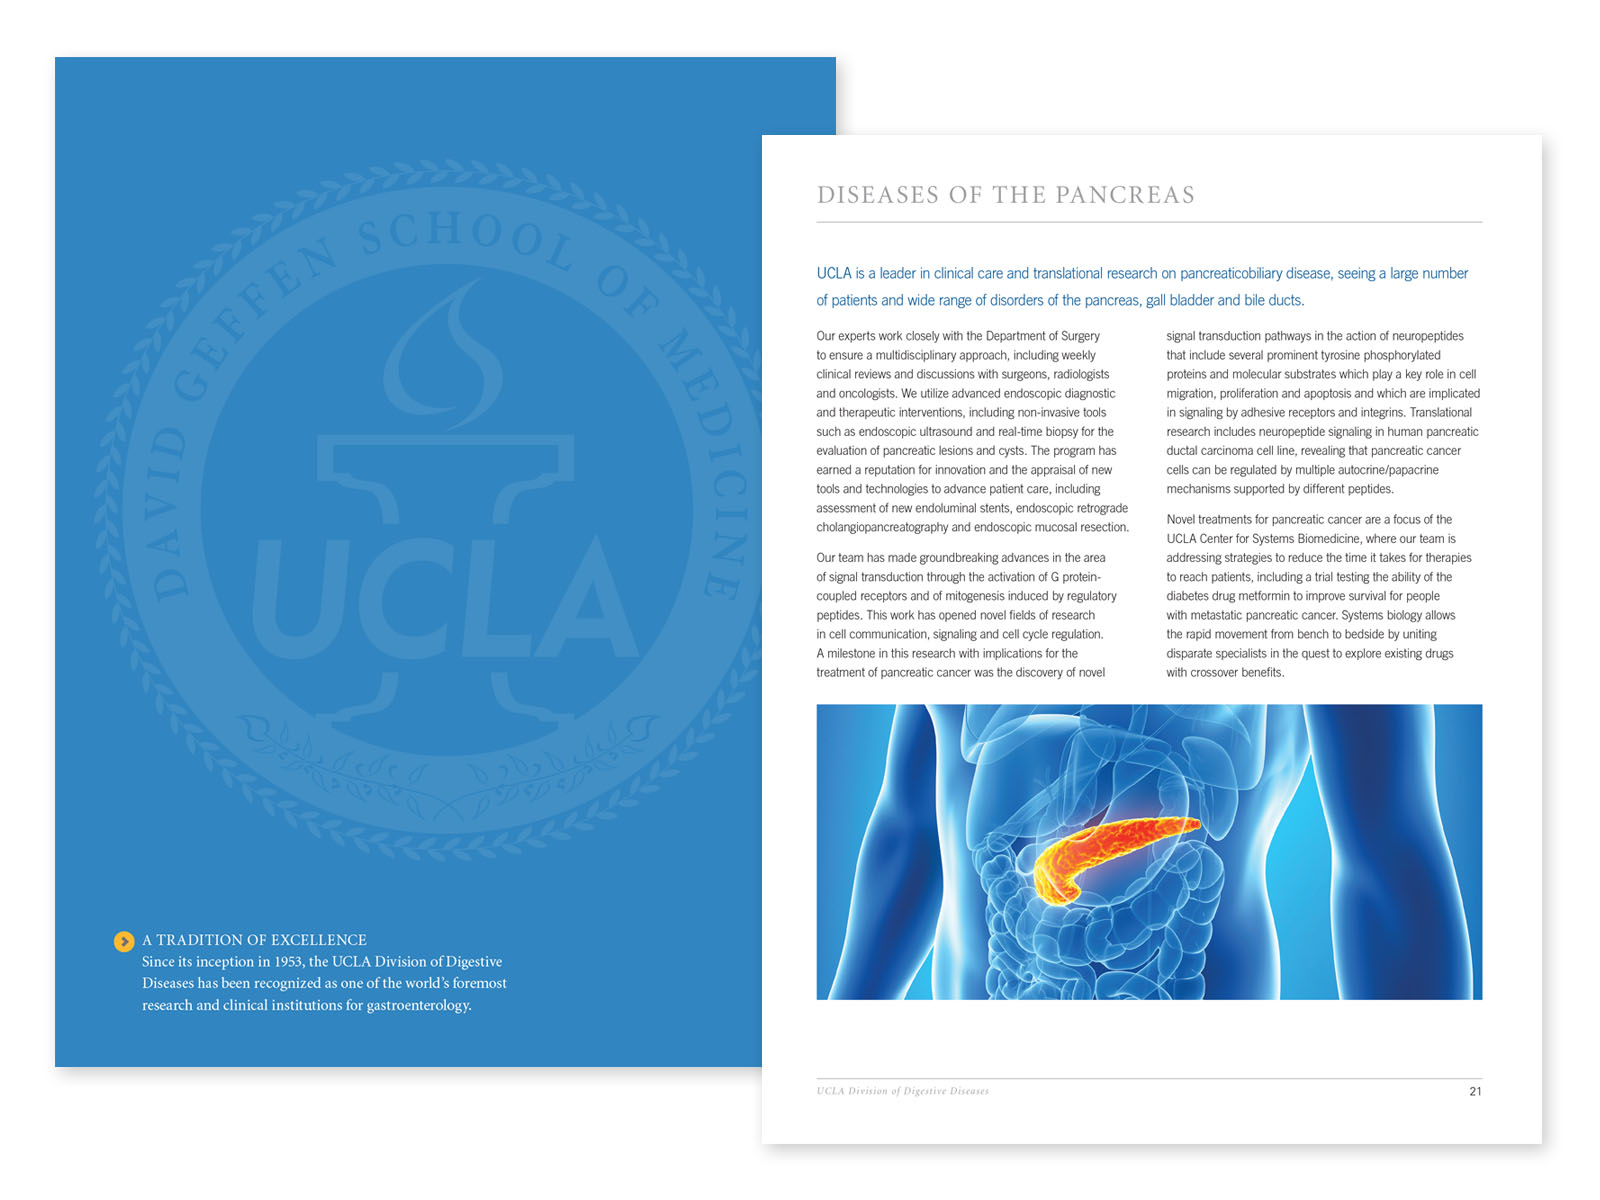 DAVID GEFFEN SCHOOL OF MEDICINE
UCLA
A TRADITION OF EXCELLENCE
Since its inception in 1953, the UCLA Division of Digestive
Diseases has been recognized as one of the world's foremost
research and clinical institutions for gastroenterology.
DISEASES OF THE PANCREAS
UCLA is a leader in clinical care and translational research on pancreaticobiliary disease, seeing a large number
of patients and wide range of disorders of the pancreas, gall bladder and bile ducts.
Our experts work closely with the Department of Surgery
to ensure a multidisciplinary approach, including weekly
clinical reviews and discussions with surgeons, radiologists
and oncologists. We utilize advanced endoscopic diagnostic
and therapeutic interventions, including non-invasive tools
such as endoscopic ultrasound and real-time biopsy for the
evaluation of pancreatic lesions and cysts. The program has
earned a reputation for innovation and the appraisal of new
tools and technologies to advance patient care, including
assessment of new endoluminal stents, endoscopic retrograde
cholangiopancreatography and endoscopic mucosal resection.
Our team has made groundbreaking advances in the area
of signal transduction through the activation of G protein-
coupled receptors and of mitogenesis induced by regulatory
peptides. This work has opened novel fields of research
in cell communication, signaling and cell cycle regulation.
A milestone in this research with implications for the
treatment of pancreatic cancer was the discovery of novel
signal transduction pathways in the action of neuropeptides
that include several prominent tyrosine phosphorylated
proteins and molecular substrates which play a key role in cell
migration, proliferation and apoptosis and which are implicated
in signaling by adhesive receptors and integrins. Translational
research includes neuropeptide signaling in human pancreatic
ductal carcinoma cell line, revealing that pancreatic cancer
cells can be regulated by multiple autocrine/papacrine
mechanisms supported by different peptides.
Novel treatments for pancreatic cancer are a focus of the
UCLA Center for Systems Biomedicine, where our team is
addressing strategies to reduce the time it takes for therapies
to reach patients, including a trial testing the ability of the
diabetes drug metformin to improve survival for people
with metastatic pancreatic cancer. Systems biology allows
the rapid movement from bench to bedside by uniting
disparate specialists in the quest to explore existing drugs
with crossover benefits.
UCLA Division of Digestive Diseases
21